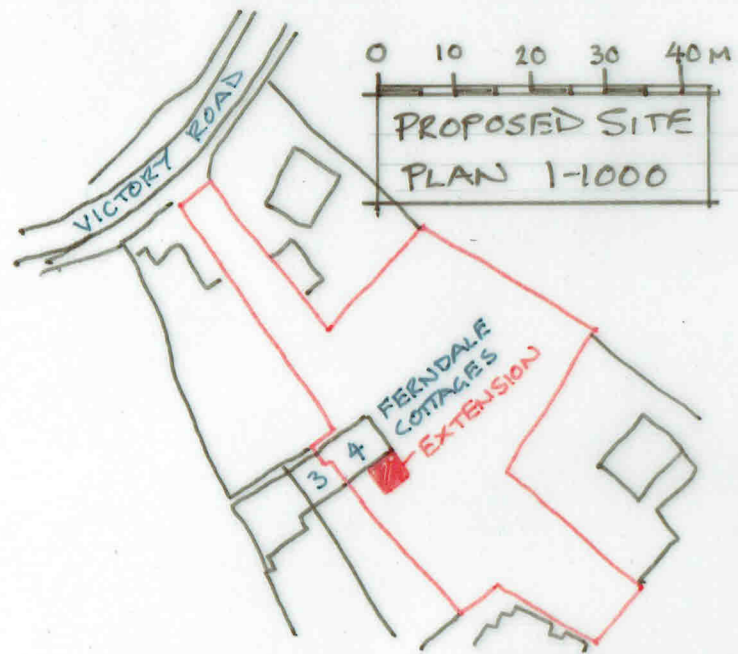 0 10 20 30 40 M
PROPOSED SITE
PLAN 1-1000
VICTORY ROAD
FERNDALE
COTTAGES
EXTENSION
3 4